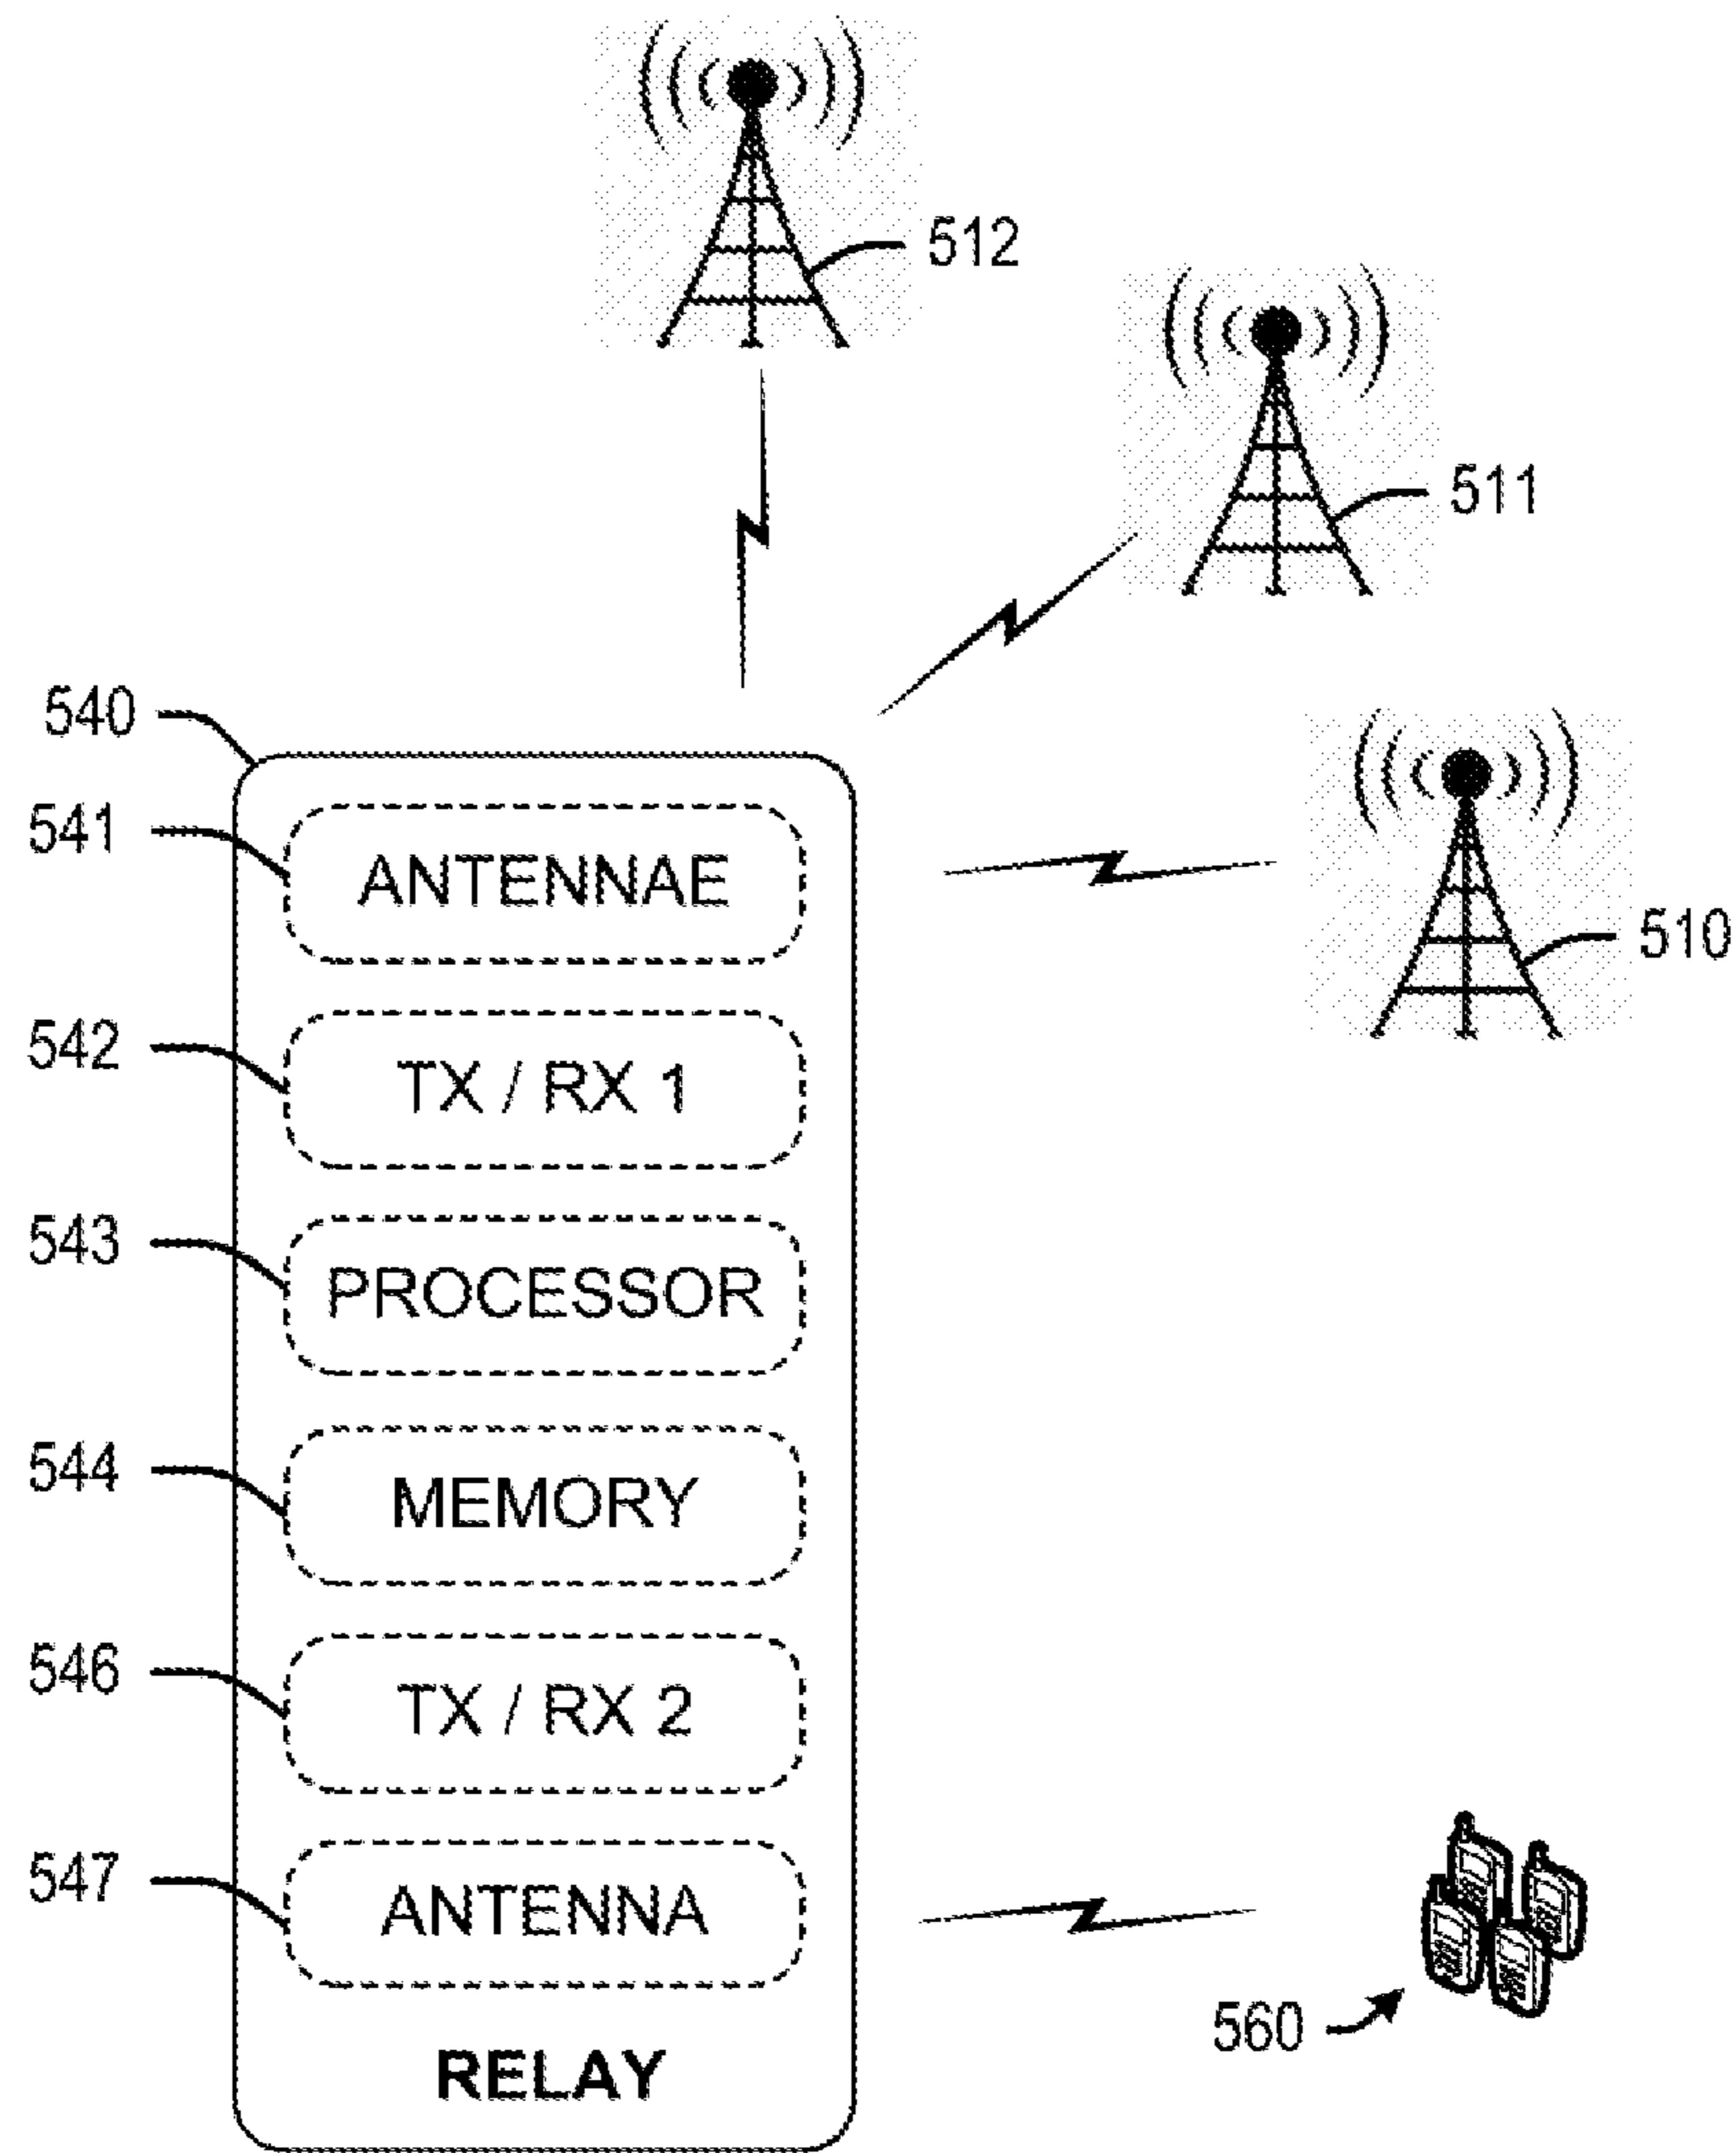 512
511
540
541
ANTENNAE
510
542
TX / RX 1
543
PROCESSOR
544
MEMORY
546
TX / RX 2
547
ANTENNA
560
RELAY